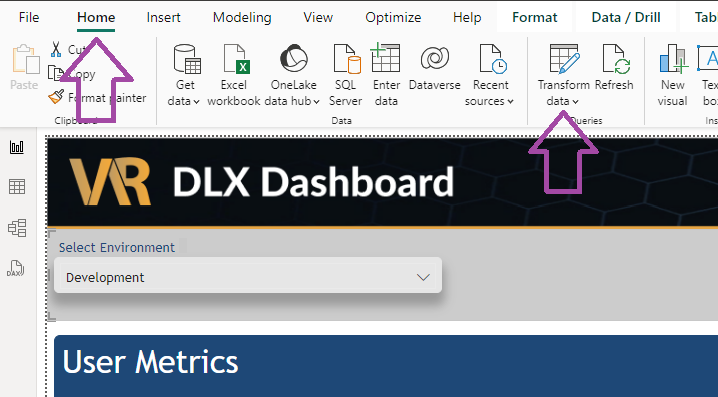 File Home Insert Modeling View Optimize Help Format Data / Drill Tab
Cut
Copy
Format painter
Paste
Clipboard
Get data
Excel workbook
OneLake data hub
SQL Server
Enter data
Dataverse
Recent sources
Data
Transform data
Refresh
Queries
New visual
Tex
bo
Ins
VR DLX Dashboard
DAX
Select Environment
Development
User Metrics